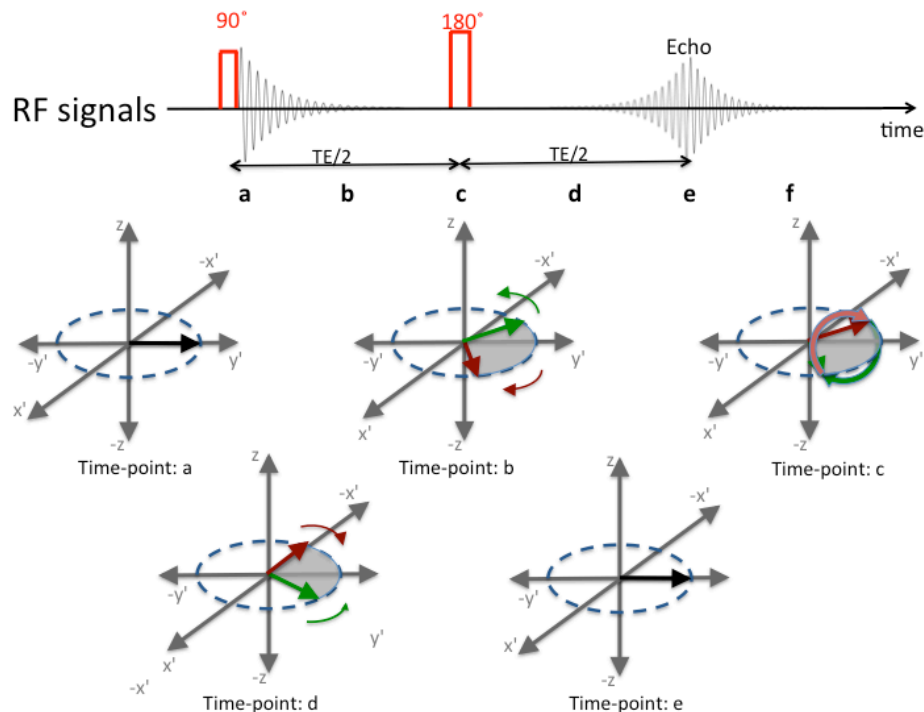 90° 180°
Echo
RF signals
time
TE/2 TE/2
a b c d e f
z z z
-x' -x' -x'
-y' y' -y' y' -y' y'
x' x' x'
-z -z -z
Time-point: a Time-point: b Time-point: c
z z
-x' -x'
-y' -y' y'
x' y' x'
-x' -z -z
Time-point: d Time-point: e